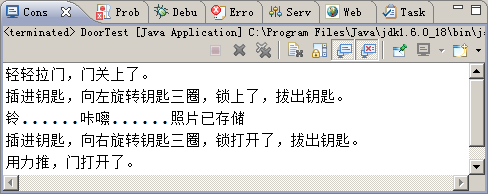 Cons Prob Debu Erro Serv Web Task
<terminated> DoorTest [Java Application] C:\Program Files\Java\jdk1.6.0_18\bin\j
轻轻拉门，门关上了。
插进钥匙，向左旋转钥匙三圈，锁上了，拔出钥匙。
铃......咔嚓......照片已存储
插进钥匙，向右旋转钥匙三圈，锁打开了，拔出钥匙。
用力推，门打开了。